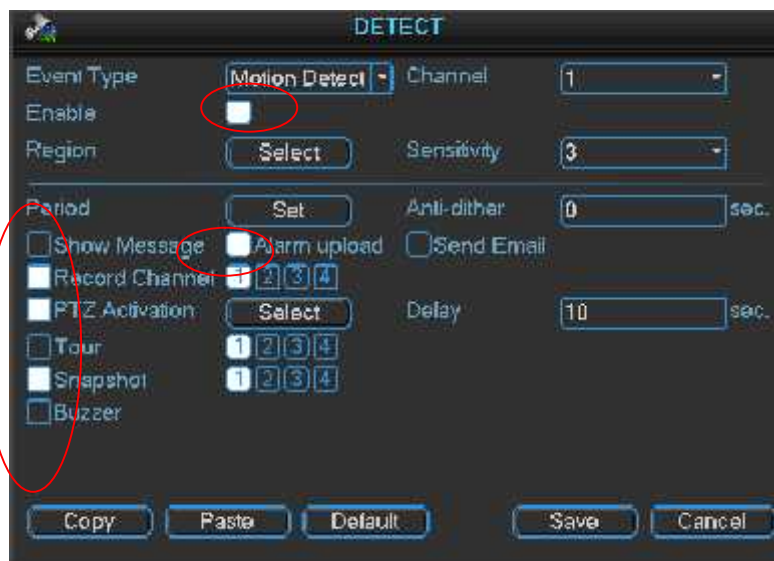 DETECT
Event Type Motion Detect Channel 1
Enable
Region Select Sensitivity 3
Period Set Anti-dither 0 sec.
Show Message Alarm upload Send Email
Record Channel 1 2 3 4
PTZ Activation Select Delay 10 sec.
Tour 1 2 3 4
Snapshot 1 2 3 4
Buzzer
Copy Paste Default Save Cancel